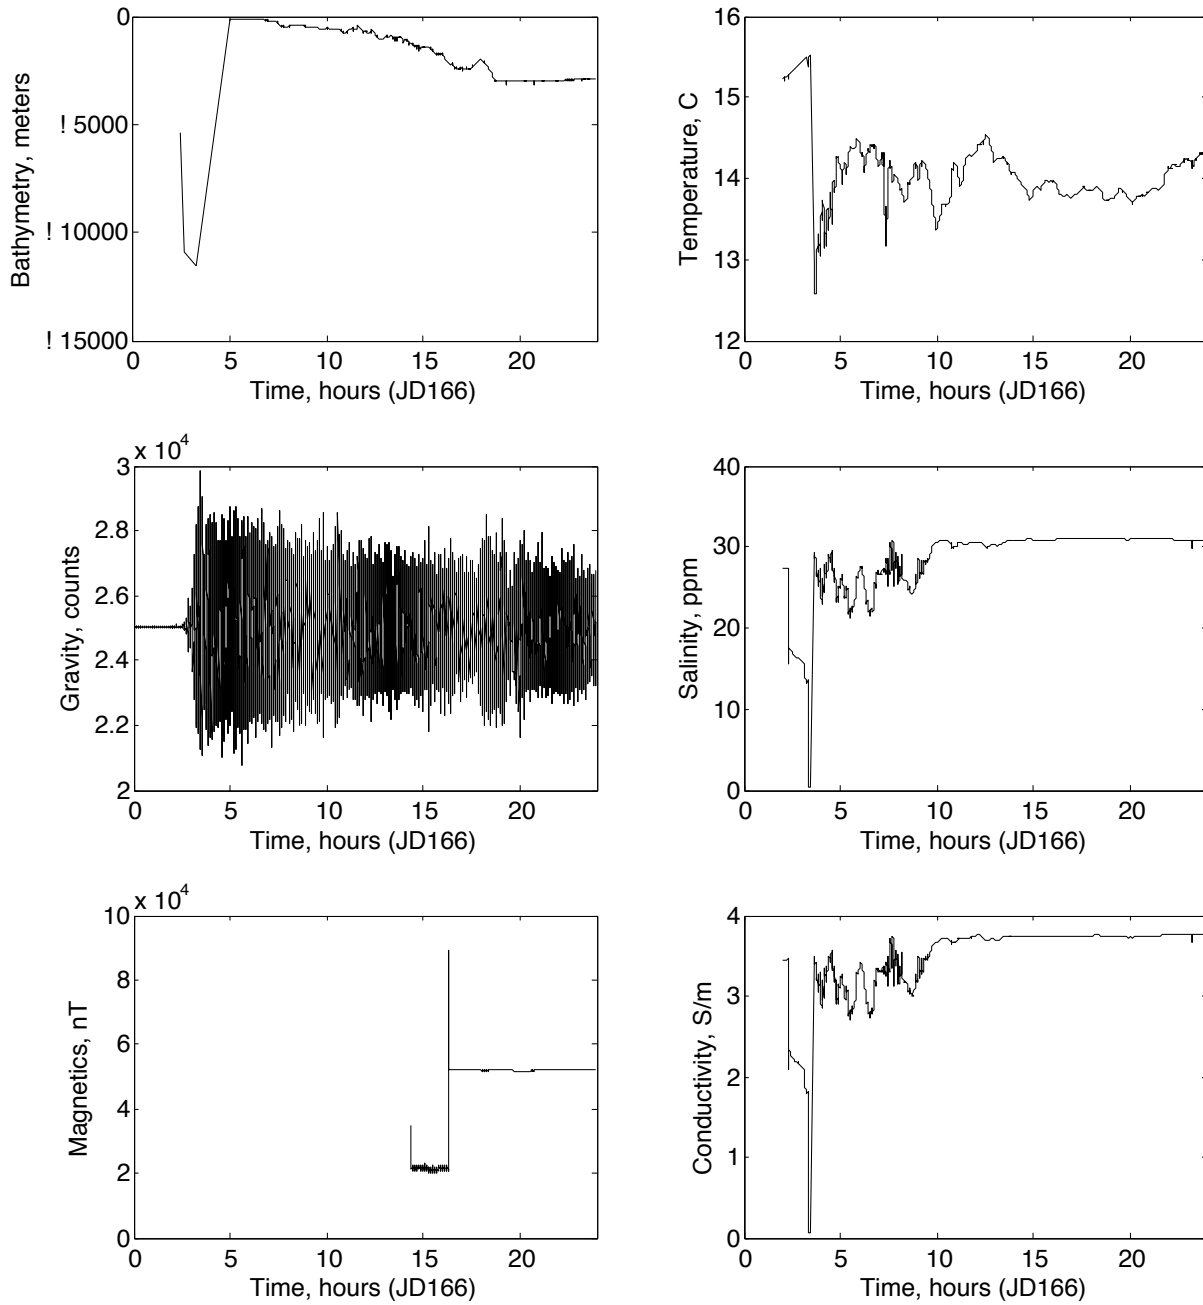 0
! 5000
! 10000
! 15000
Bathymetry, meters
0 5 10 15 20
Time, hours (JD166)
16
15
14
13
12
Temperature, C
0 5 10 15 20
Time, hours (JD166)
x 10^4
3
2.8
2.6
2.4
2.2
2
Gravity, counts
0 5 10 15 20
Time, hours (JD166)
40
30
20
10
0
Salinity, ppm
0 5 10 15 20
Time, hours (JD166)
x 10^4
10
8
6
4
2
0
Magnetics, nT
0 5 10 15 20
Time, hours (JD166)
4
3
2
1
0
Conductivity, S/m
0 5 10 15 20
Time, hours (JD166)